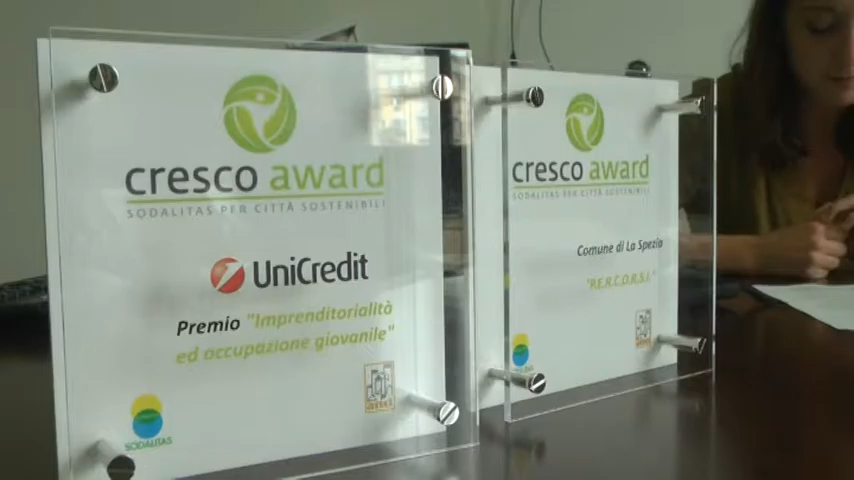 cresco award
SODALITAS PER CITTÀ SOSTENIBILI
UniCredit
Premio "Imprenditorialità
ed occupazione giovanile"
SODALITAS
cresco award
SODALITAS PER CITTÀ SOSTENIBILI
Comune di La Spezia
"P.E.R.C.O.R.S.I."